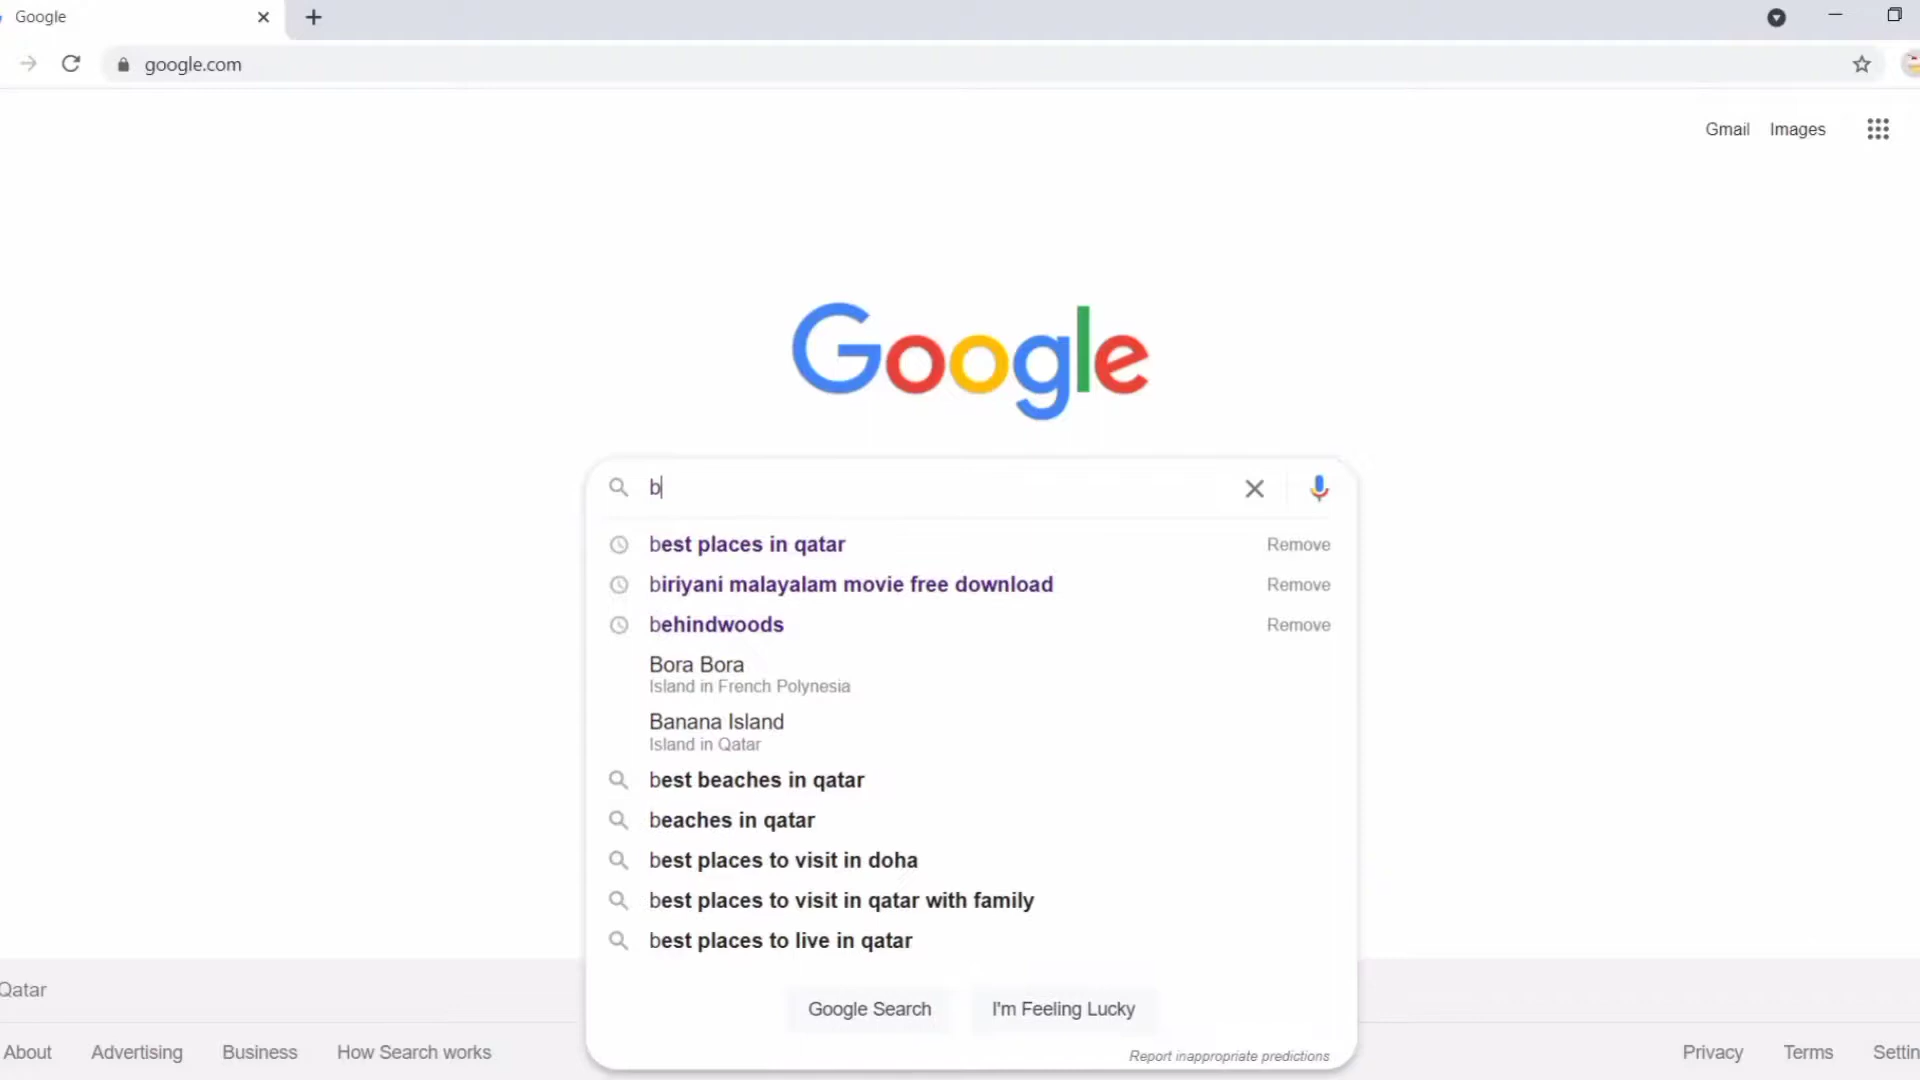 Google
google.com
Gmail Images
Google
b
best places in qatar Remove
biriyani malayalam movie free download Remove
behindwoods Remove
Bora Bora
Island in French Polynesia
Banana Island
Island in Qatar
best beaches in qatar
beaches in qatar
best places to visit in doha
best places to visit in qatar with family
best places to live in qatar
Qatar
Google Search I'm Feeling Lucky
About Advertising Business How Search works Privacy Terms Settin
Report inappropriate predictions